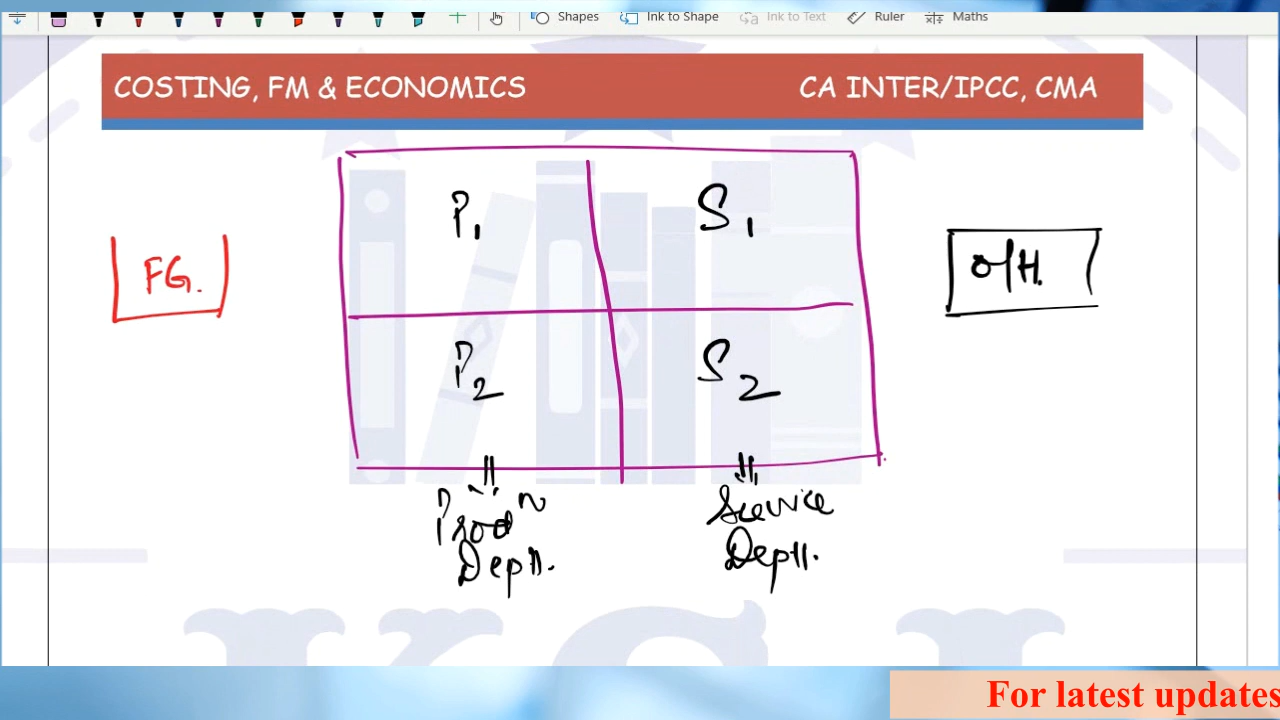 Shapes Ink to Shape Ink to Text Ruler Maths
COSTING, FM & ECONOMICS CA INTER/IPCC, CMA
P1 S1
FG. O/H.
P2 S2
Prodn Service
Deptt. Deptt.
For latest updates